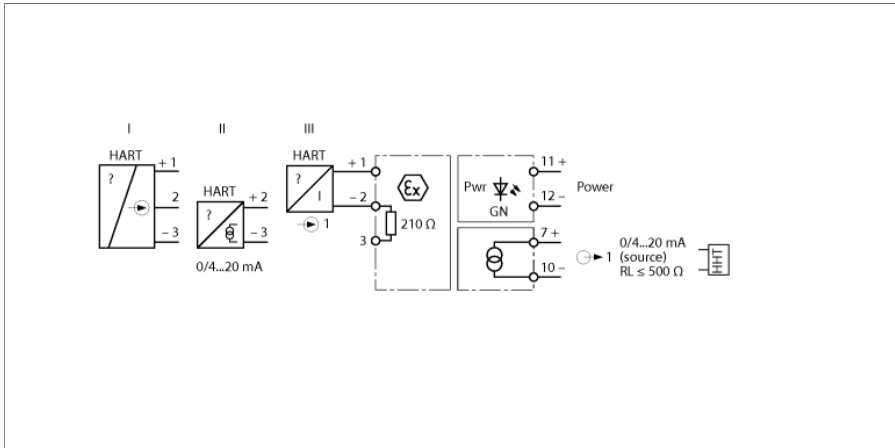 I II III
HART HART HART
? + 1
2
− 3
? + 2
− 3
0/4...20 mA
? I + 1
− 2
1
3
εx
210 Ω
Pwr
GN
11 +
12 −
Power
7 +
10 −
1
0/4...20 mA
(source)
RL ≤ 500 Ω
HHT